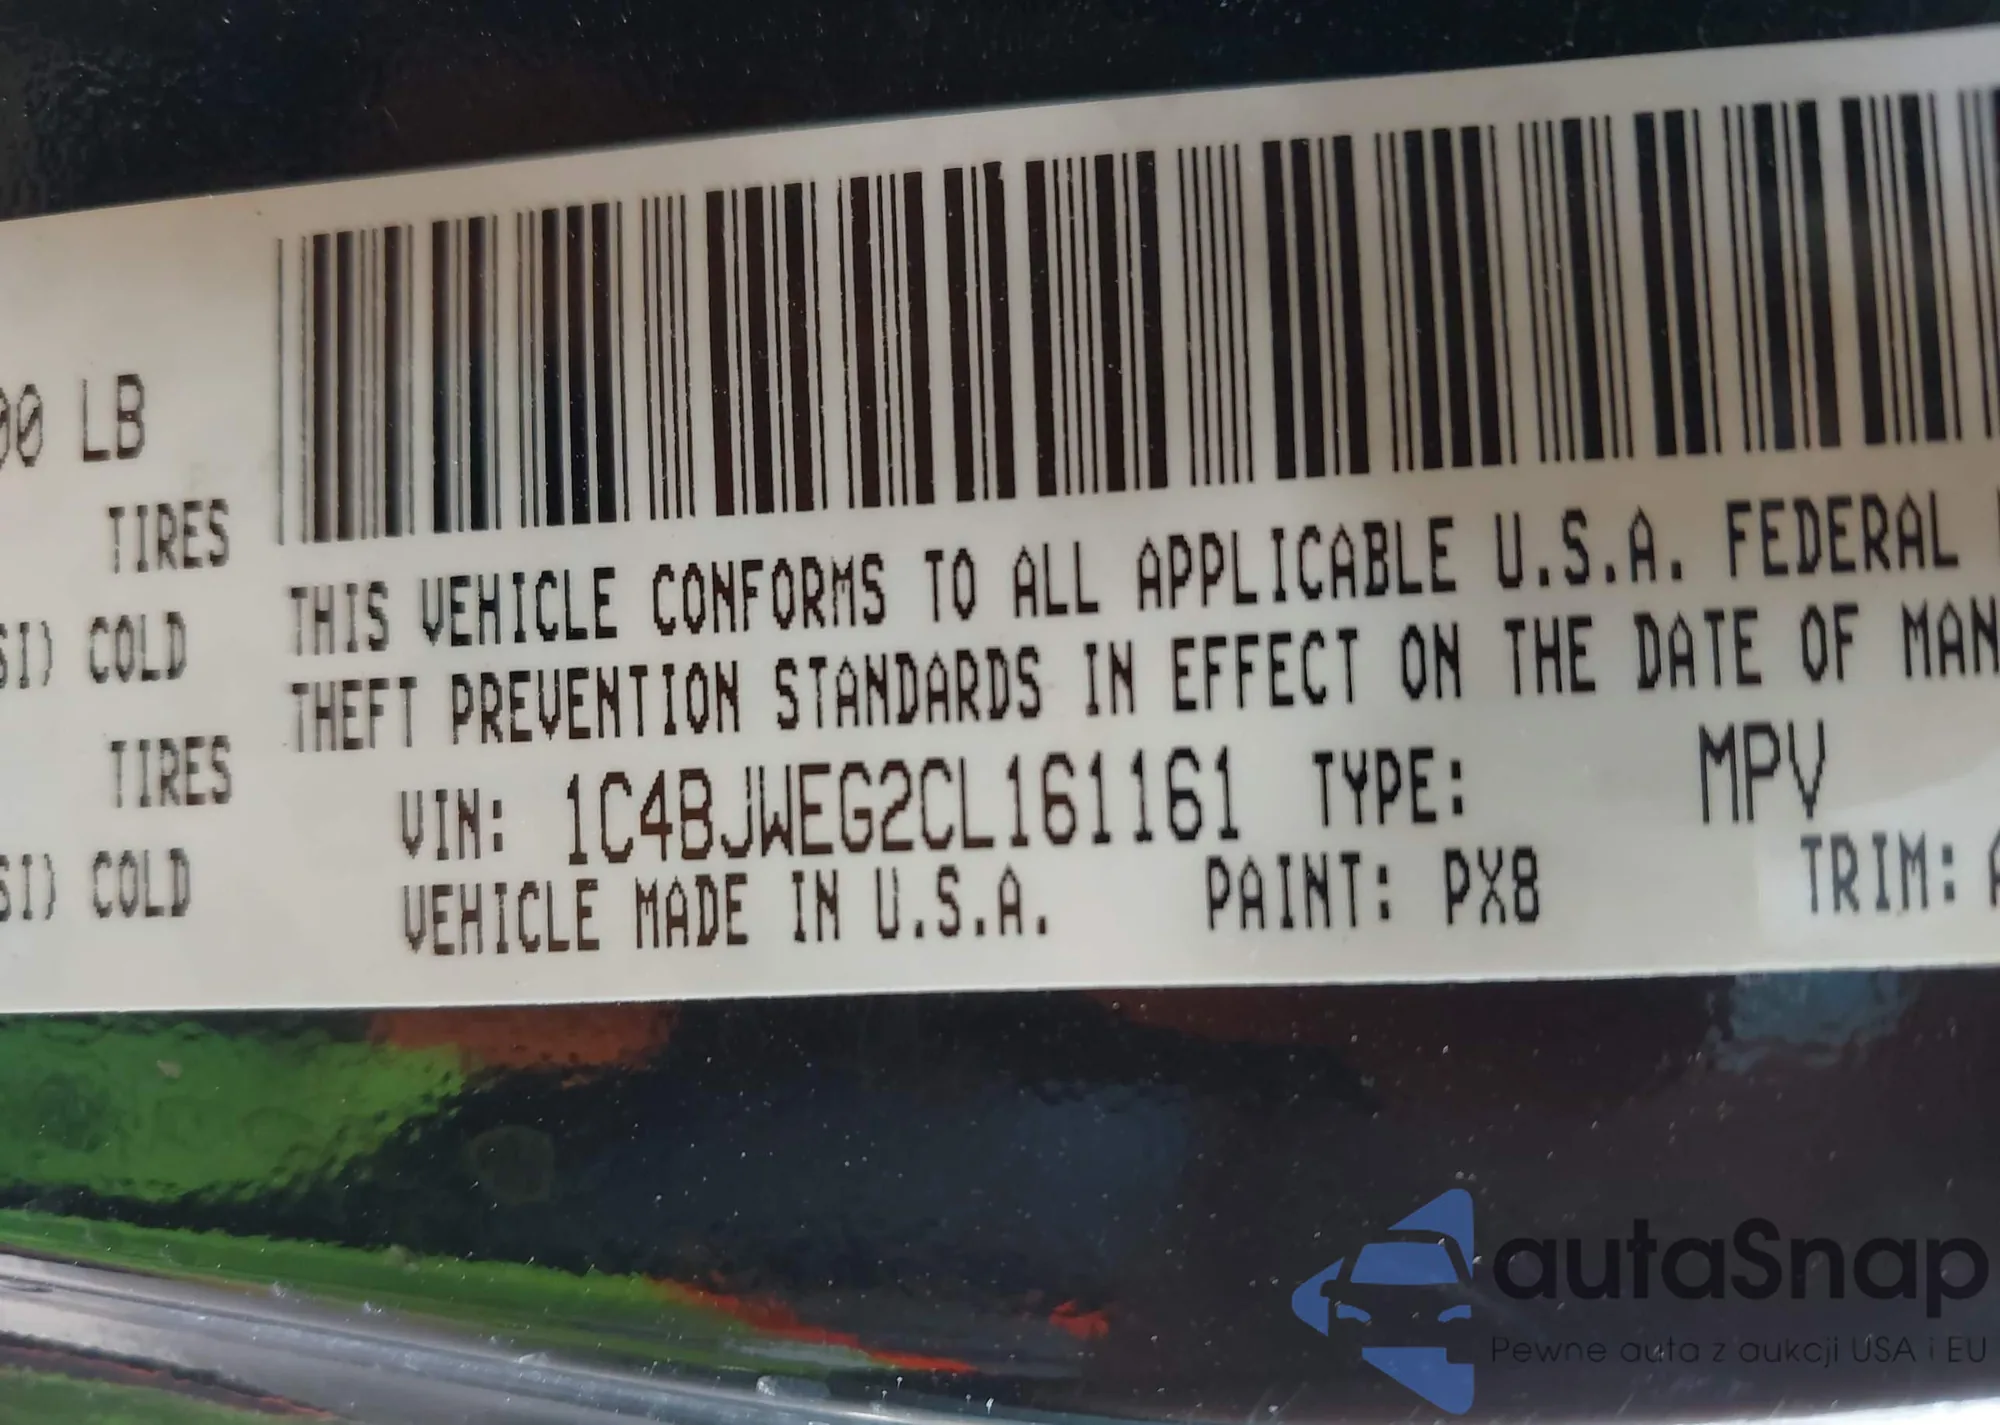 00 LB
TIRES
SI) COLD
TIRES
SI) COLD
THIS VEHICLE CONFORMS TO ALL APPLICABLE U.S.A. FEDERAL
THEFT PREVENTION STANDARDS IN EFFECT ON THE DATE OF MAN
VIN: 1C4BJWEG2CL161161 TYPE: MPV
VEHICLE MADE IN U.S.A. PAINT: PX8 TRIM: A
autaSnap
Pewne auta z aukcji USA i EU